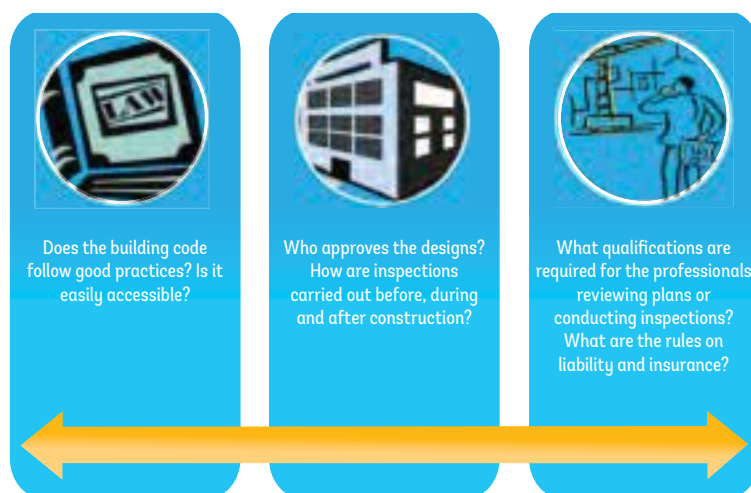 LAW
Does the building code
follow good practices? Is it
easily accessible?
Who approves the designs?
How are inspections
carried out before, during
and after construction?
What qualifications are
required for the professionals
reviewing plans or
conducting inspections?
What are the rules on
liability and insurance?